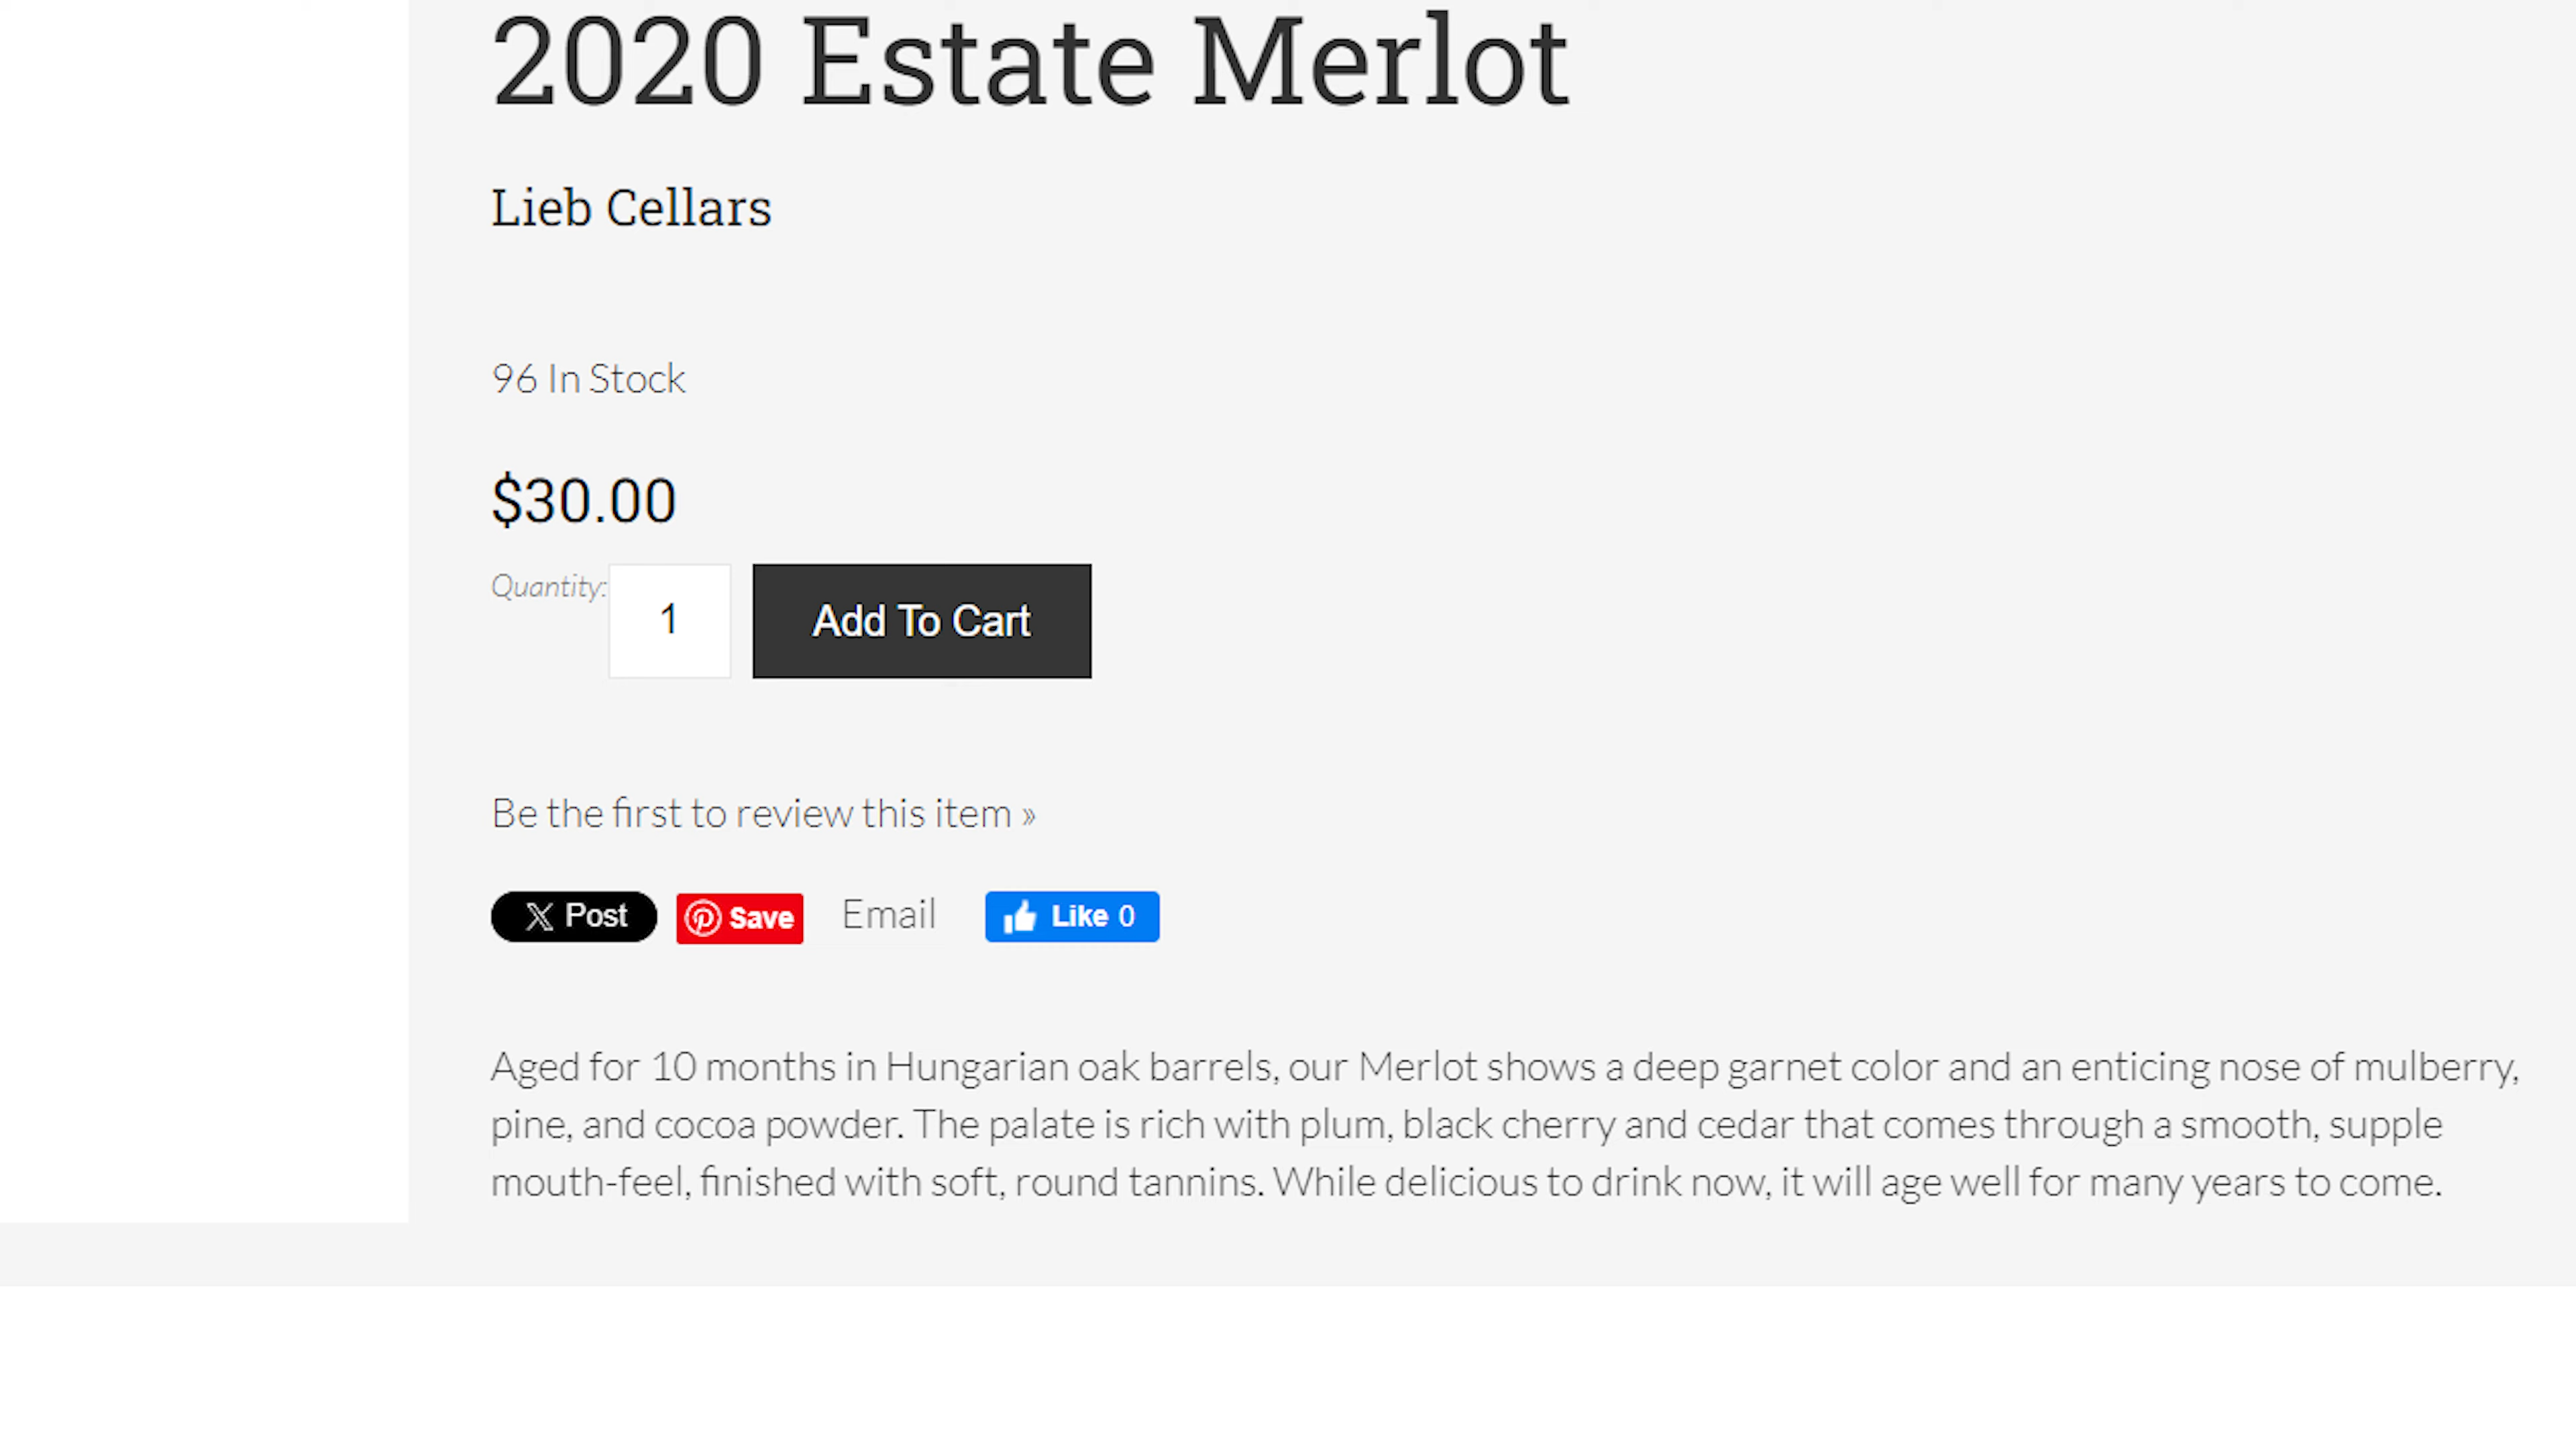 2020 Estate Merlot
Lieb Cellars
96 In Stock
$30.00
Quantity: 1 Add To Cart
Be the first to review this item »
X Post Save Email Like 0
Aged for 10 months in Hungarian oak barrels, our Merlot shows a deep garnet color and an enticing nose of mulberry,
pine, and cocoa powder. The palate is rich with plum, black cherry and cedar that comes through a smooth, supple
mouth-feel, finished with soft, round tannins. While delicious to drink now, it will age well for many years to come.